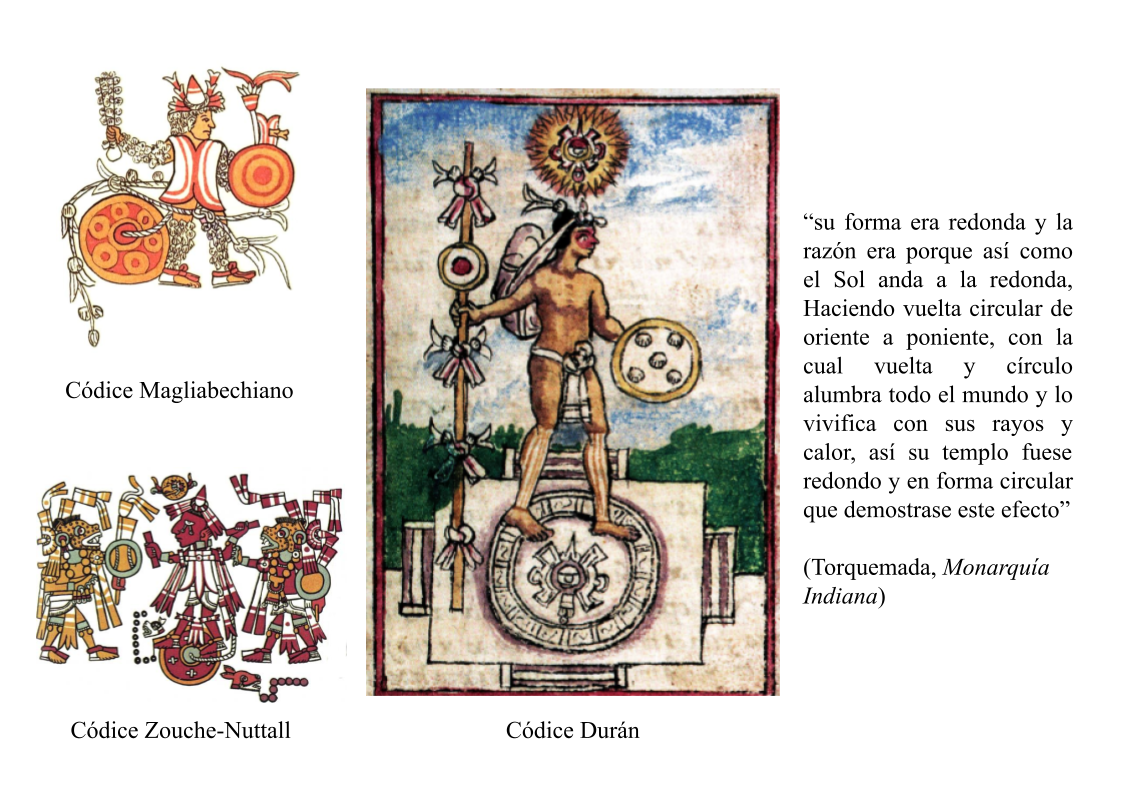 Códice Magliabechiano
Códice Zouche-Nuttall
Códice Durán
“su forma era redonda y la
razón era porque así como
el Sol anda a la redonda,
Haciendo vuelta circular de
oriente a poniente, con la
cual vuelta y círculo
alumbra todo el mundo y lo
vivifica con sus rayos y
calor, así su templo fuese
redondo y en forma circular
que demostrase este efecto”
(Torquemada, Monarquía
Indiana)